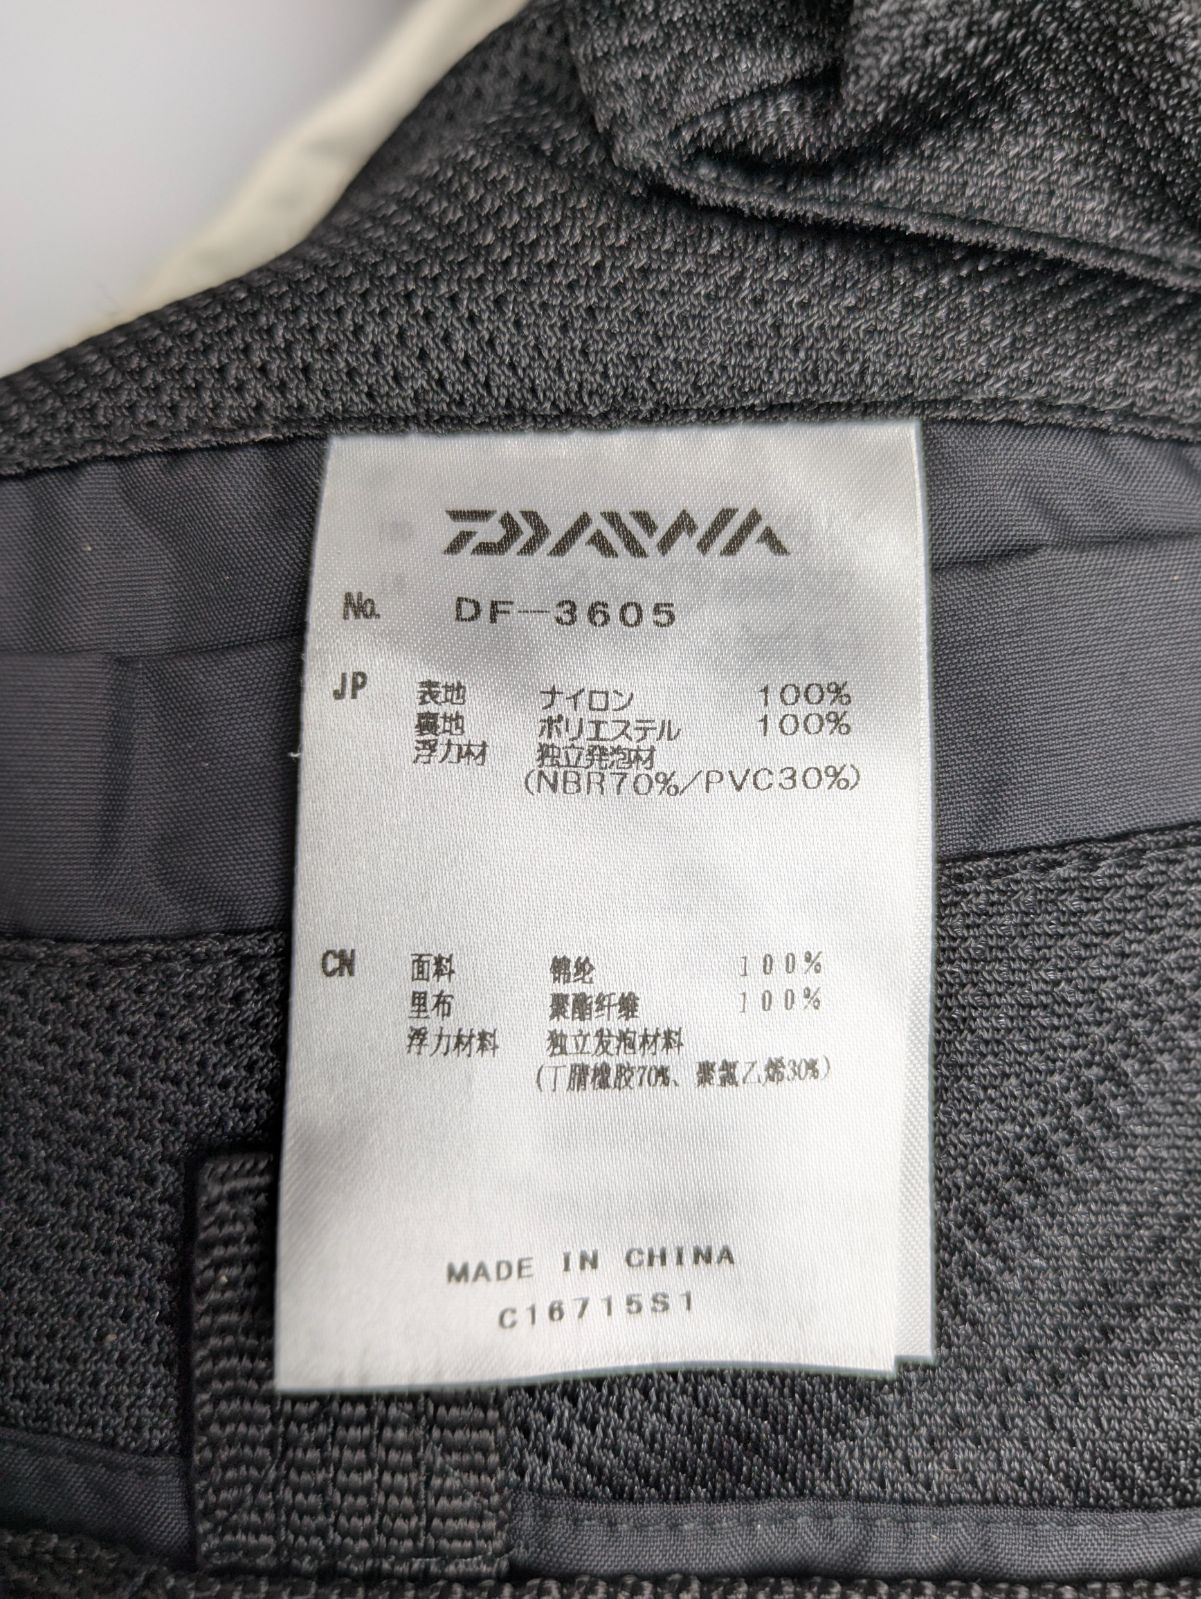 DAIWA
No. DF-3605
JP 表地 ナイロン 100%
裏地 ポリエステル 100%
浮力材 独立発泡材
(NBR70%/PVC30%)
CN 面料 锦纶 100%
里布 聚酯纤维 100%
浮力材料 独立发泡材料
(丁腈橡胶70%、聚氯乙烯30%)
MADE IN CHINA
C16715S1